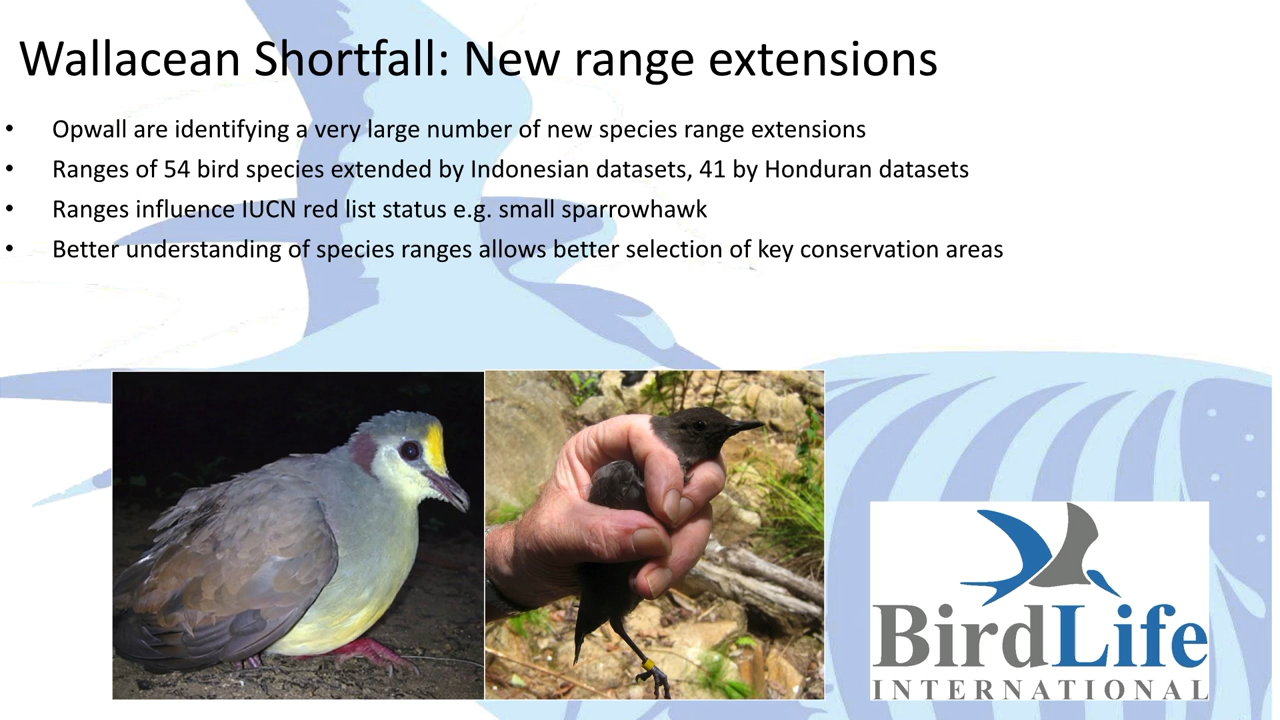 Wallacean Shortfall: New range extensions
• Opwall are identifying a very large number of new species range extensions
• Ranges of 54 bird species extended by Indonesian datasets, 41 by Honduran datasets
• Ranges influence IUCN red list status e.g. small sparrowhawk
• Better understanding of species ranges allows better selection of key conservation areas
BirdLife
INTERNATIONAL